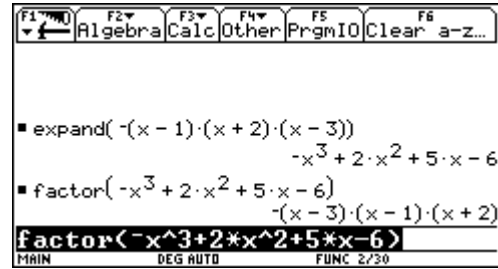 F1 F2 Algebra F3 Calc F4 Other F5 PrgmIO F6 Clear a-z…
▪ expand(⁻(x − 1)·(x + 2)·(x − 3))
⁻x³ + 2·x² + 5·x − 6
▪ factor(⁻x³ + 2·x² + 5·x − 6)
⁻(x − 3)·(x − 1)·(x + 2)
factor(⁻x^3+2*x^2+5*x-6)
MAIN DEG AUTO FUNC 2/30